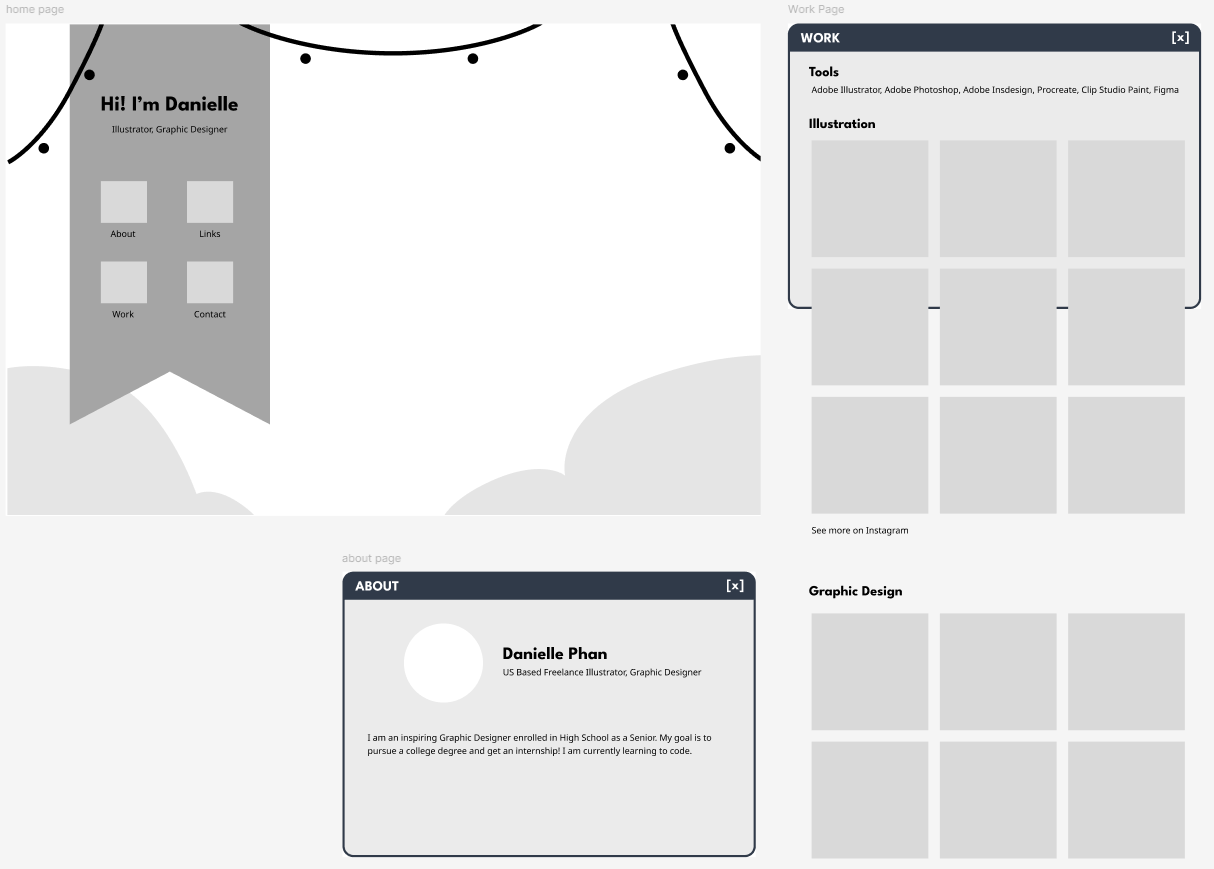 home page
Hi! I'm Danielle
Illustrator, Graphic Designer
About
Links
Work
Contact
Work Page
WORK
[x]
Tools
Adobe Illustrator, Adobe Photoshop, Adobe Insdesign, Procreate, Clip Studio Paint, Figma
Illustration
See more on Instagram
Graphic Design
about page
ABOUT
[x]
Danielle Phan
US Based Freelance Illustrator, Graphic Designer
I am an inspiring Graphic Designer enrolled in High School as a Senior. My goal is to
pursue a college degree and get an internship! I am currently learning to code.